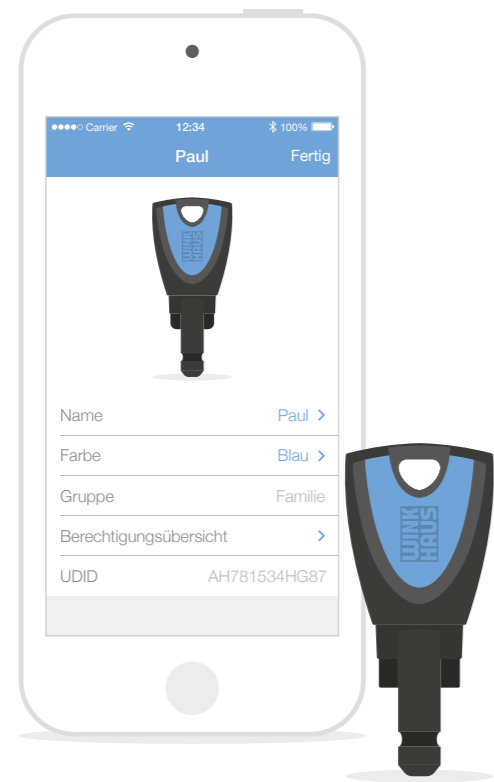 ●●●●○ Carrier 12:34 100%
Paul Fertig
WINK
HAUS
Name Paul >
Farbe Blau >
Gruppe Familie
Berechtigungsübersicht >
UDID AH781534HG87
WINK
HAUS